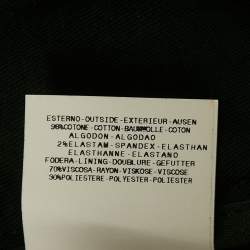 ESTERNO-OUTSIDE-EXTERIEUR-AUSEN
98%COTONE-COTTON-BAUMWOLLE-COTON
ALGODON-ALGODAO
2%ELASTAM-SPANDEX-ELASTHAN
ELASTHANNE-ELASTANO
FODERA-LINING-DOUBLURE-GEFUTTER
70%VISCOSA-RAYON-VISKOSE-VISCOSE
30%POLIESTERE-POLYESTER-POLIESTER